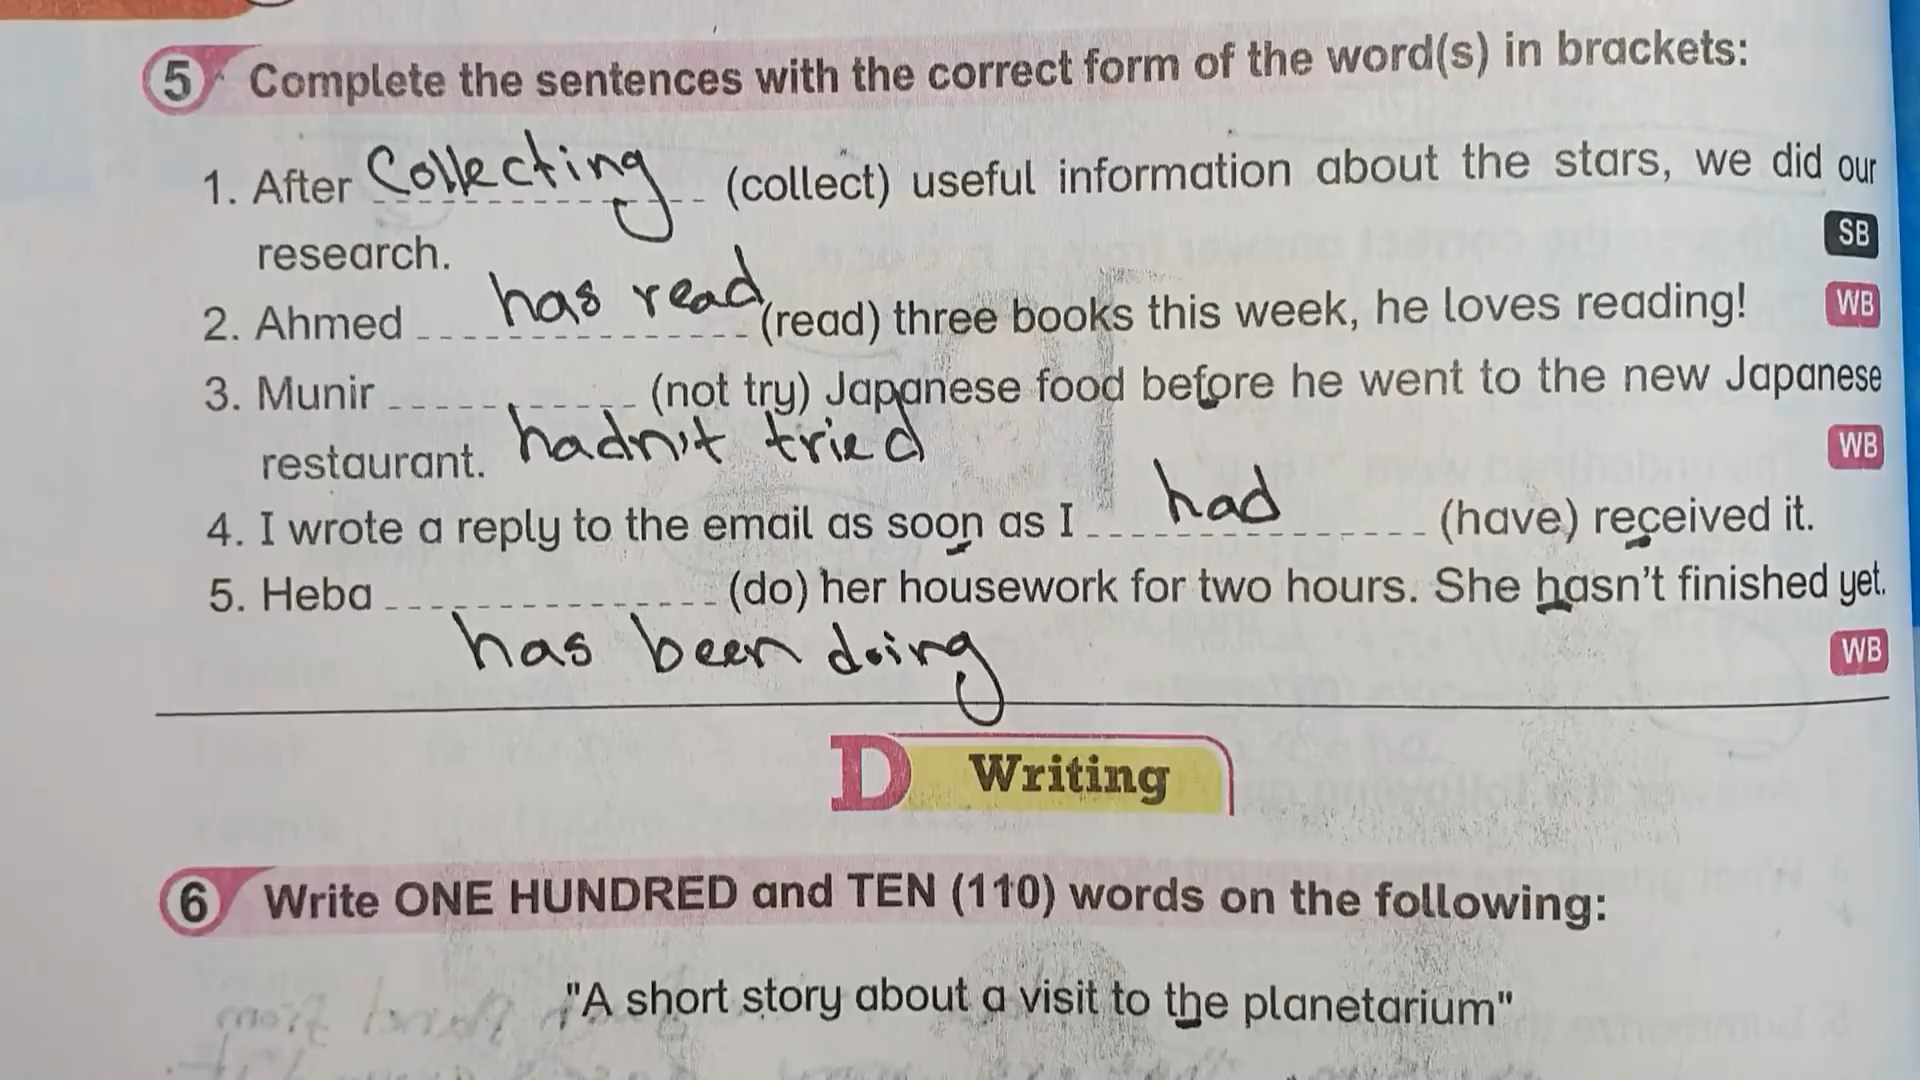 5 Complete the sentences with the correct form of the word(s) in brackets:
1. After Collecting (collect) useful information about the stars, we did our
research. SB
2. Ahmed has read (read) three books this week, he loves reading! WB
3. Munir (not try) Japanese food before he went to the new Japanese
restaurant. hadn't tried WB
4. I wrote a reply to the email as soon as I had (have) received it.
5. Heba (do) her housework for two hours. She hasn't finished yet.
has been doing WB
D Writing
6 Write ONE HUNDRED and TEN (110) words on the following:
"A short story about a visit to the planetarium"